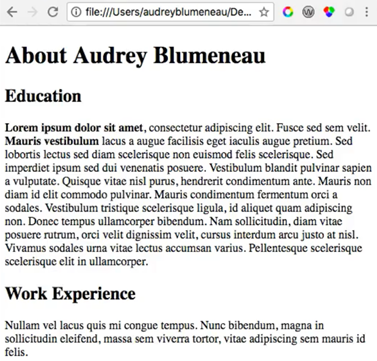 file:///Users/audreyblumeneau/De...
About Audrey Blumeneau
Education
Lorem ipsum dolor sit amet, consectetur adipiscing elit. Fusce sed sem velit.
Mauris vestibulum lacus a augue facilisis eget iaculis augue pretium. Sed
lobortis lectus sed diam scelerisque non euismod felis scelerisque. Sed
imperdiet ipsum sed dui venenatis posuere. Vestibulum blandit pulvinar sapien
a vulputate. Quisque vitae nisl purus, hendrerit condimentum ante. Mauris non
diam id elit commodo pulvinar. Mauris condimentum fermentum orci a
sodales. Vestibulum tristique scelerisque ligula, id aliquet quam adipiscing
non. Donec tempus ullamcorper bibendum. Nam sollicitudin, diam vitae
posuere rutrum, orci velit dignissim velit, cursus interdum arcu justo at nisl.
Vivamus sodales urna vitae lectus accumsan varius. Pellentesque scelerisque
scelerisque elit in ullamcorper.
Work Experience
Nullam vel lacus quis mi congue tempus. Nunc bibendum, magna in
sollicitudin eleifend, massa sem viverra tortor, vitae adipiscing sem mauris id
felis.